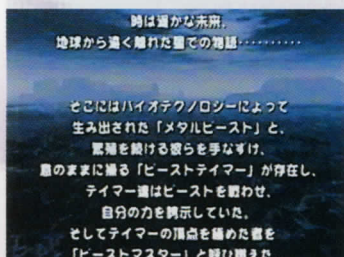 時は遥かな未来、
地球から遠く離れた星での物語‥‥‥‥‥
そこにはバイオテクノロジーによって
生み出された「メタルビースト」と、
繁殖を続ける彼らを手なずけ、
意のままに操る「ビーストテイマー」が存在し、
テイマー達はビーストを戦わせ、
自分の力を誇示していた。
そしてテイマーの頂点を極めた者を
「ビーストマスター」と呼び讃えた